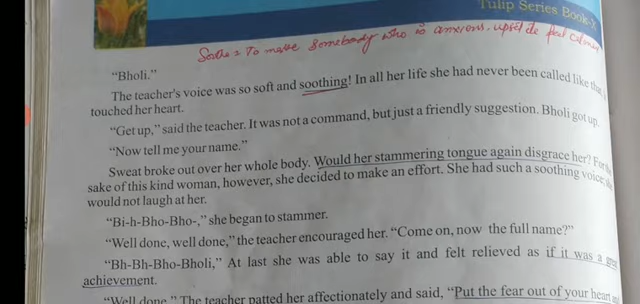 Tulip Series Book-X
Soothe = To make somebody who is anxious, upset etc feel calmer
"Bholi."
The teacher's voice was so soft and soothing! In all her life she had never been called like that.
touched her heart.
"Get up," said the teacher. It was not a command, but just a friendly suggestion. Bholi got up.
"Now tell me your name."
Sweat broke out over her whole body. Would her stammering tongue again disgrace her? For the
sake of this kind woman, however, she decided to make an effort. She had such a soothing voice; she
would not laugh at her.
"Bi-h-Bho-Bho-," she began to stammer.
"Well done, well done," the teacher encouraged her. "Come on, now the full name?"
"Bh-Bh-Bho-Bholi," At last she was able to say it and felt relieved as if it was a great
achievement.
"Well done." The teacher patted her affectionately and said, "Put the fear out of your heart and